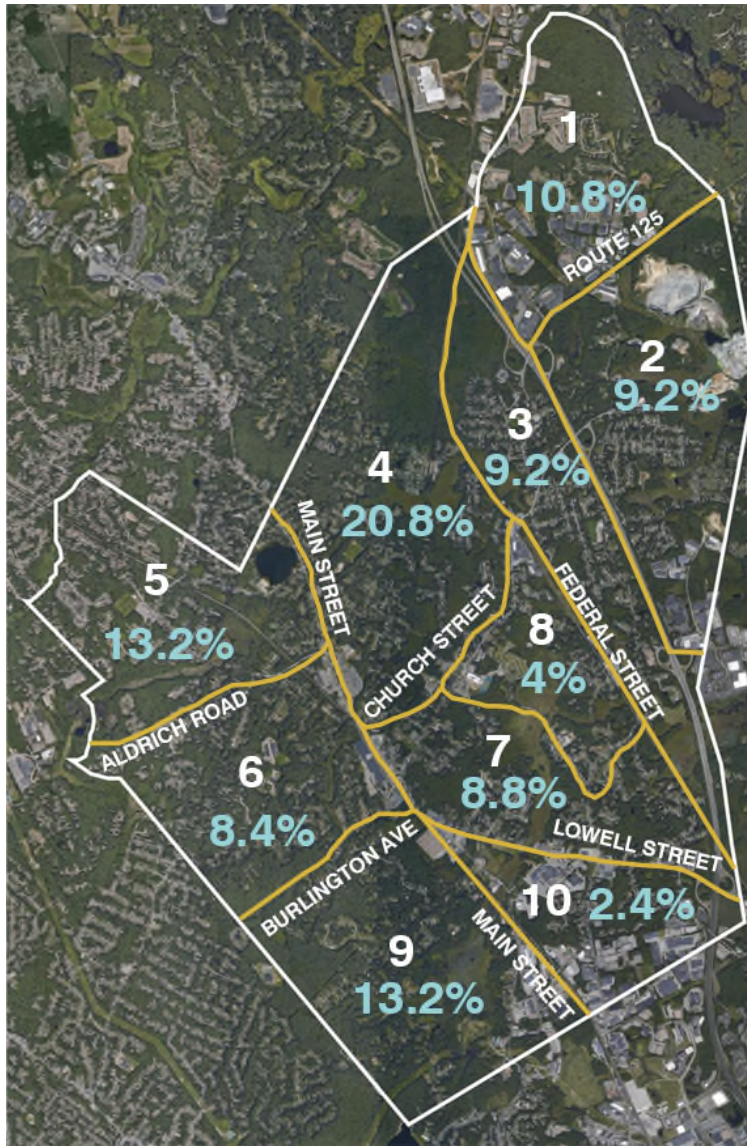 1
10.8%
ROUTE 125
2
9.2%
3
9.2%
4
20.8%
MAIN STREET
5
13.2%
FEDERAL STREET
CHURCH STREET
8
4%
ALDRICH ROAD
6
8.4%
7
8.8%
LOWELL STREET
BURLINGTON AVE
10 2.4%
MAIN STREET
9
13.2%